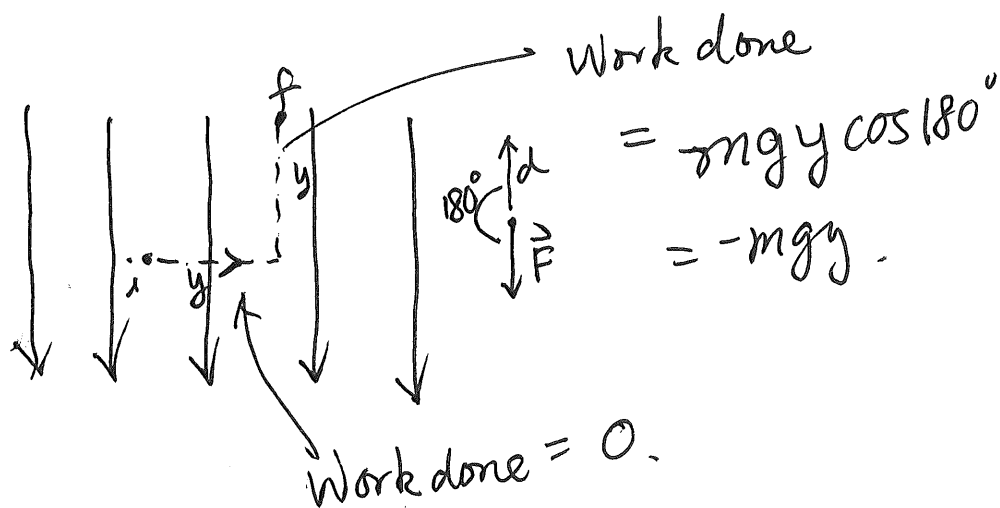 Work done
= mgy cos 180°
= -mgy.
f
y
180°
d
F⃗
i
y
Work done = 0.